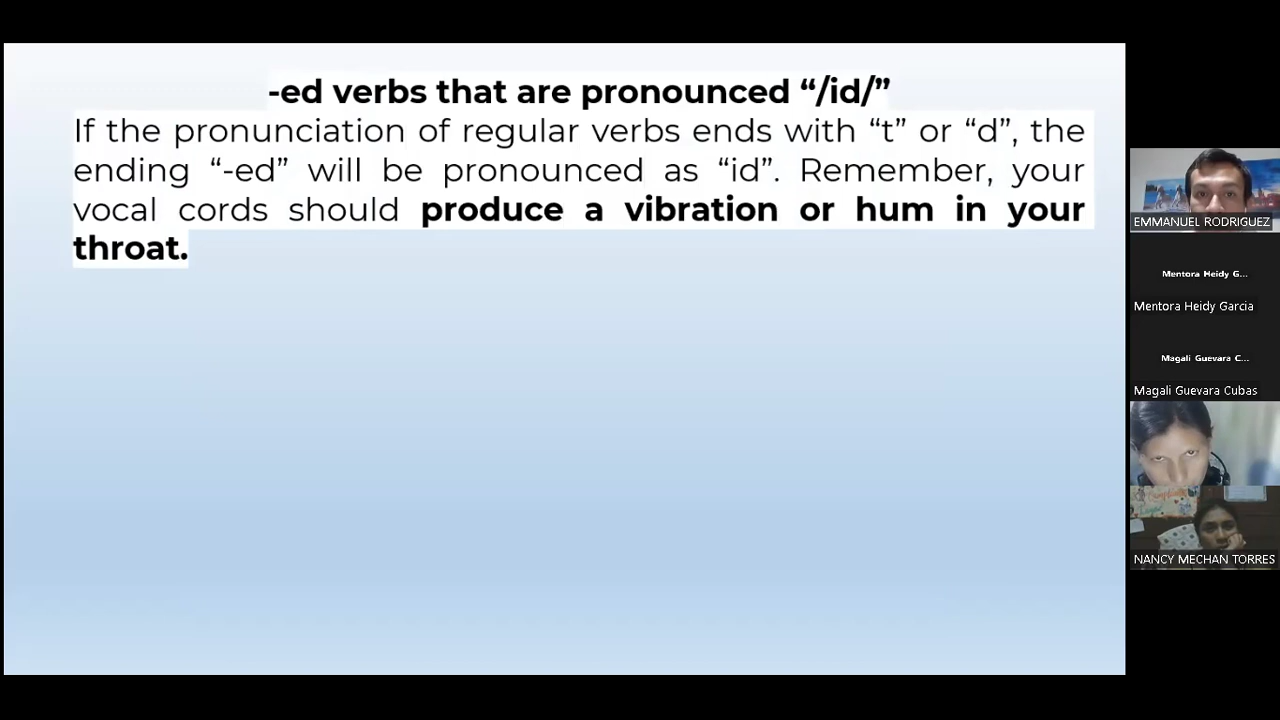 -ed verbs that are pronounced “/id/”
If the pronunciation of regular verbs ends with “t” or “d”, the
ending “-ed” will be pronounced as “id”. Remember, your
vocal cords should produce a vibration or hum in your
throat.
EMMANUEL RODRIGUEZ
Mentora Heidy G...
Mentora Heidy Garcia
Magali Guevara C...
Magali Guevara Cubas
NANCY MECHAN TORRES